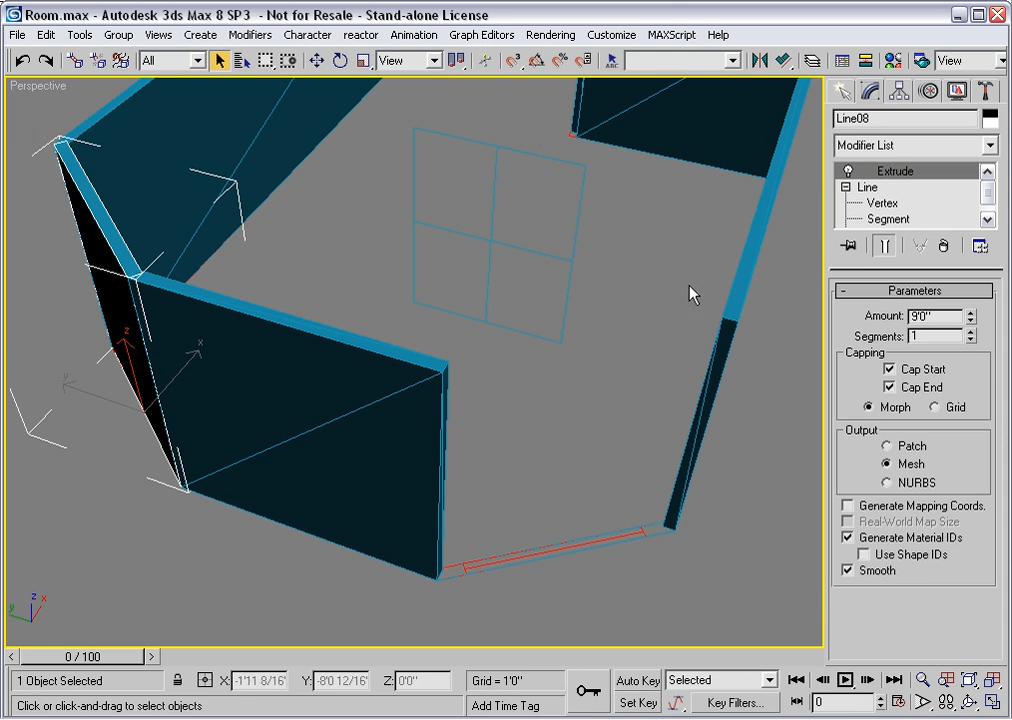 Room.max - Autodesk 3ds Max 8 SP3 - Not for Resale - Stand-alone License
File Edit Tools Group Views Create Modifiers Character reactor Animation Graph Editors Rendering Customize MAXScript Help
All View View
Perspective
Line08
Modifier List
Extrude
Line
Vertex
Segment
Parameters
Amount: 9'0"
Segments: 1
Capping
Cap Start
Cap End
Morph Grid
Output
Patch
Mesh
NURBS
Generate Mapping Coords.
Real-World Map Size
Generate Material IDs
Use Shape IDs
Smooth
z
x
y
z
x
y
0 / 100
1 Object Selected X: -1'11 8/16" Y: -8'0 12/16" Z: 0'0" Grid = 1'0" Auto Key Selected
Click or click-and-drag to select objects Add Time Tag Set Key Key Filters... 0